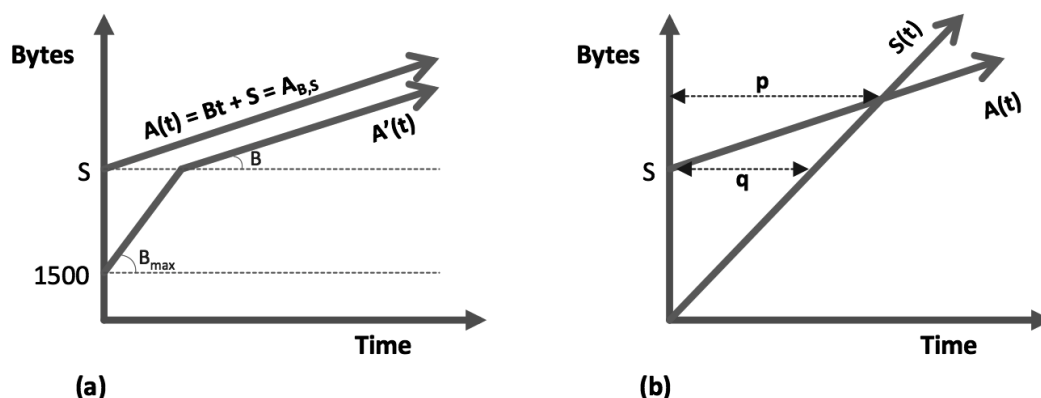 Bytes
A(t) = Bt + S = A_B,S
A'(t)
S
B
B_max
1500
Time
(a)
Bytes
S(t)
p
A(t)
S
q
Time
(b)